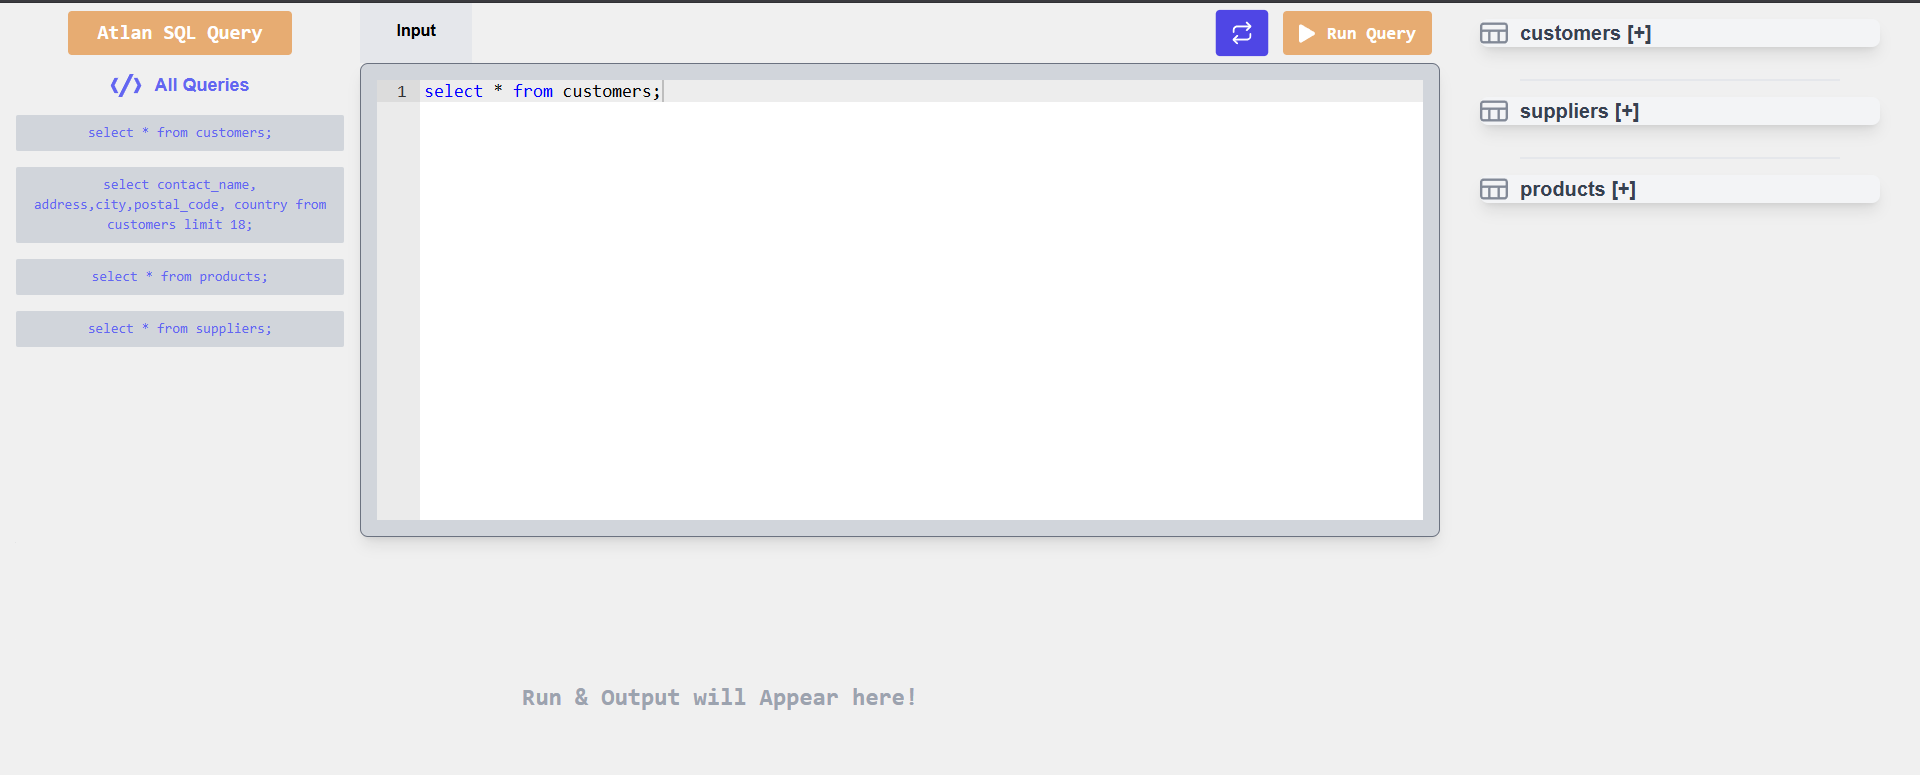 Atlan SQL Query
All Queries
select * from customers;
select contact_name,
address,city,postal_code, country from
customers limit 18;
select * from products;
select * from suppliers;
Input
Run Query
1 select * from customers;
Run & Output will Appear here!
customers [+]
suppliers [+]
products [+]